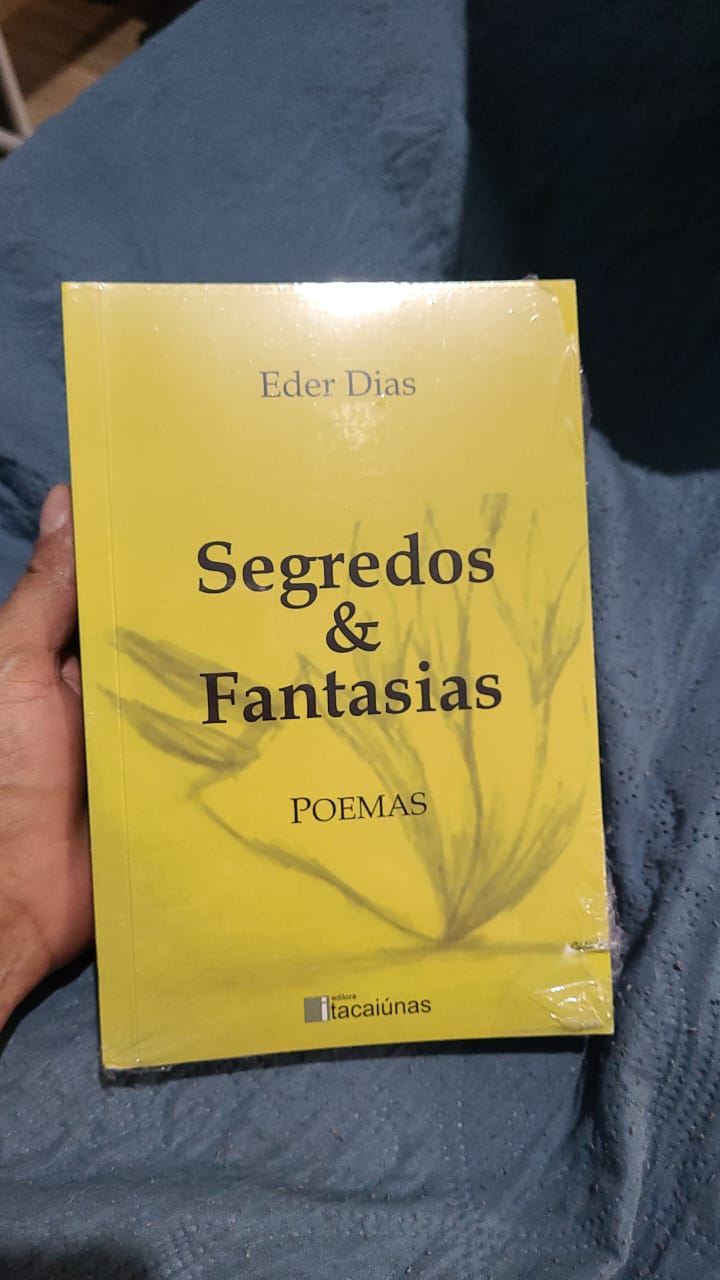 Eder Dias
Segredos
&
Fantasias
POEMAS
editora
itacaiúnas